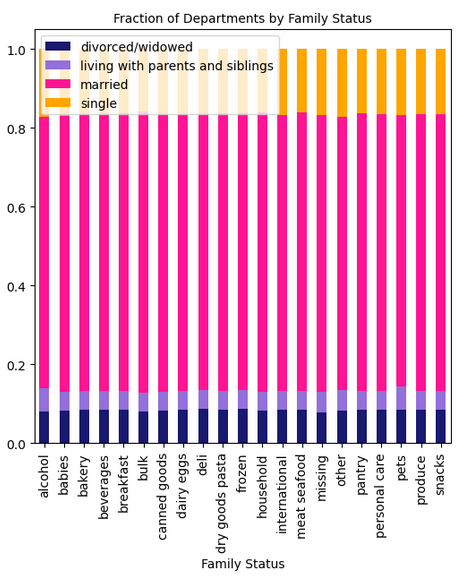 Fraction of Departments by Family Status
divorced/widowed
living with parents and siblings
married
single
1.0
0.8
0.6
0.4
0.2
0.0
alcohol
babies
bakery
beverages
breakfast
bulk
canned goods
dairy eggs
deli
dry goods pasta
frozen
household
international
meat seafood
missing
other
pantry
personal care
pets
produce
snacks
Family Status